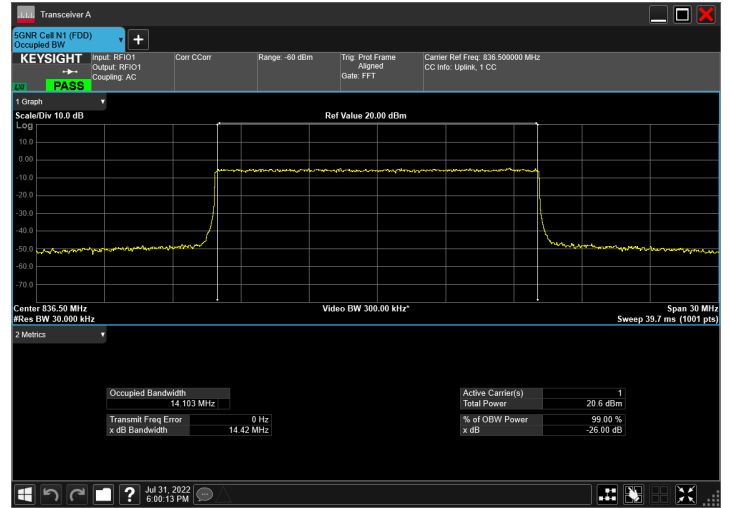 Transceiver A
5GNR Cell N1 (FDD)
Occupied BW
KEYSIGHT
Input: RFIO1
Output: RFIO1
Coupling: AC
Corr CCorr
Range: -60 dBm
Trig: Prot Frame
Aligned
Gate: FFT
Carrier Ref Freq: 836.500000 MHz
CC Info: Uplink, 1 CC
LXI
PASS
1 Graph
Scale/Div 10.0 dB
Ref Value 20.00 dBm
Log
10.0
0.00
-10.0
-20.0
-30.0
-40.0
-50.0
-60.0
-70.0
Center 836.50 MHz
#Res BW 30.000 kHz
Video BW 300.00 kHz*
Span 30 MHz
Sweep 39.7 ms (1001 pts)
2 Metrics
Occupied Bandwidth
14.103 MHz
Transmit Freq Error 0 Hz
x dB Bandwidth 14.42 MHz
Active Carrier(s) 1
Total Power 20.6 dBm
% of OBW Power 99.00 %
x dB -26.00 dB
Jul 31, 2022
6:00:13 PM